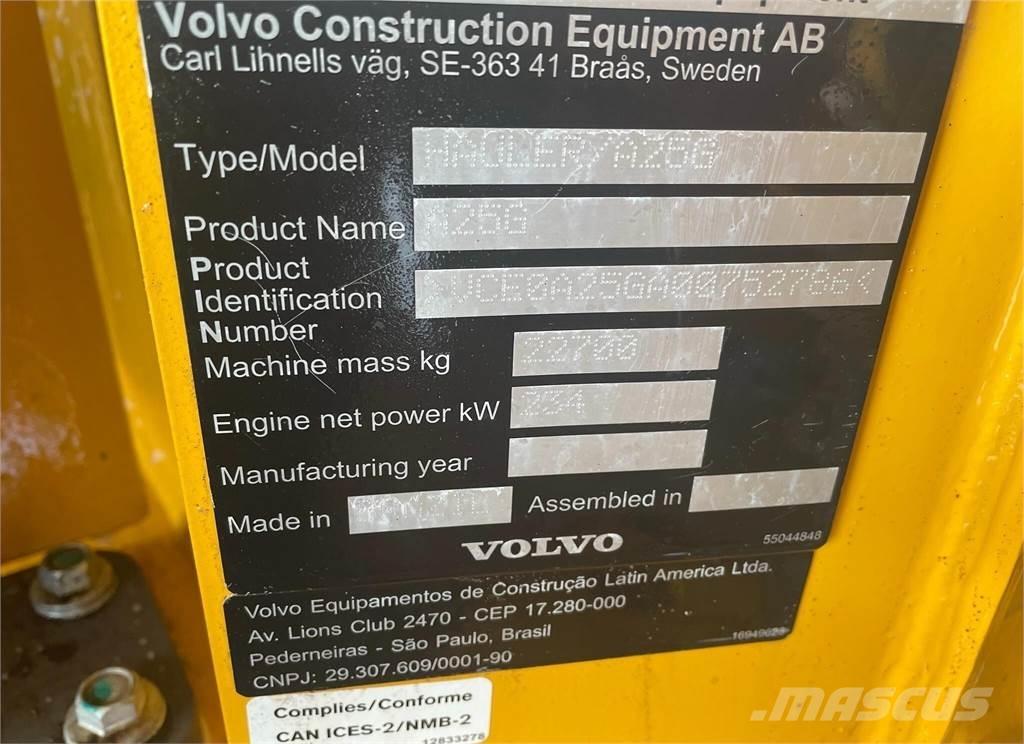 Volvo Construction Equipment AB
Carl Lihnells väg, SE-363 41 Braås, Sweden
Type/Model HAULER/A25G
Product Name A25G
Product
Identification VCE0A25GA00752786<
Number
Machine mass kg 22700
Engine net power kW 234
Manufacturing year
Made in Assembled in
VOLVO 55044848
Volvo Equipamentos de Construção Latin America Ltda.
Av. Lions Club 2470 - CEP 17.280-000
Pederneiras - São Paulo, Brasil
CNPJ: 29.307.609/0001-90
Complies/Conforme
CAN ICES-2/NMB-2
12833278
MASCUS